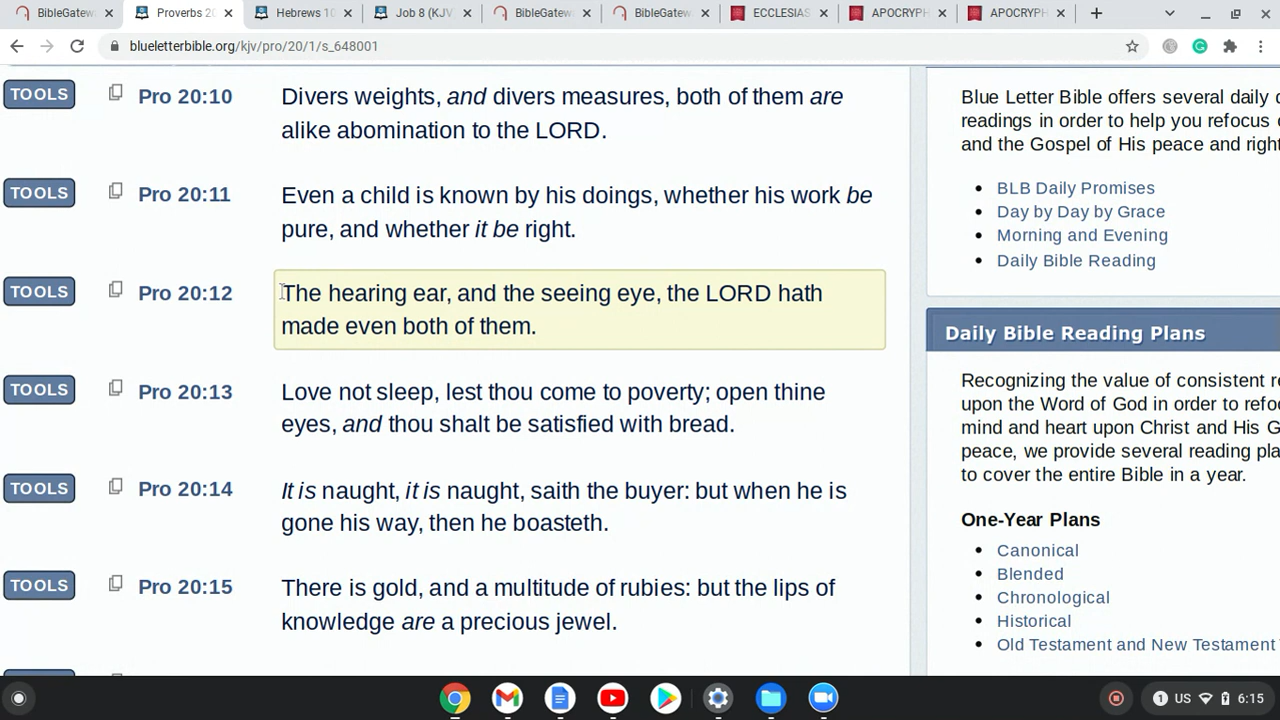 BibleGatew
Proverbs 20
Hebrews 10
Job 8 (KJV
BibleGatew
BibleGatew
ECCLESIAS
APOCRYPH
APOCRYPH
blueletterbible.org/kjv/pro/20/1/s_648001
TOOLS Pro 20:10 Divers weights, and divers measures, both of them are
alike abomination to the LORD.
TOOLS Pro 20:11 Even a child is known by his doings, whether his work be
pure, and whether it be right.
TOOLS Pro 20:12 The hearing ear, and the seeing eye, the LORD hath
made even both of them.
TOOLS Pro 20:13 Love not sleep, lest thou come to poverty; open thine
eyes, and thou shalt be satisfied with bread.
TOOLS Pro 20:14 It is naught, it is naught, saith the buyer: but when he is
gone his way, then he boasteth.
TOOLS Pro 20:15 There is gold, and a multitude of rubies: but the lips of
knowledge are a precious jewel.
Blue Letter Bible offers several daily
readings in order to help you refocus
and the Gospel of His peace and right
BLB Daily Promises
Day by Day by Grace
Morning and Evening
Daily Bible Reading
Daily Bible Reading Plans
Recognizing the value of consistent re
upon the Word of God in order to refoc
mind and heart upon Christ and His G
peace, we provide several reading pla
to cover the entire Bible in a year.
One-Year Plans
Canonical
Blended
Chronological
Historical
Old Testament and New Testament
1 US 6:15